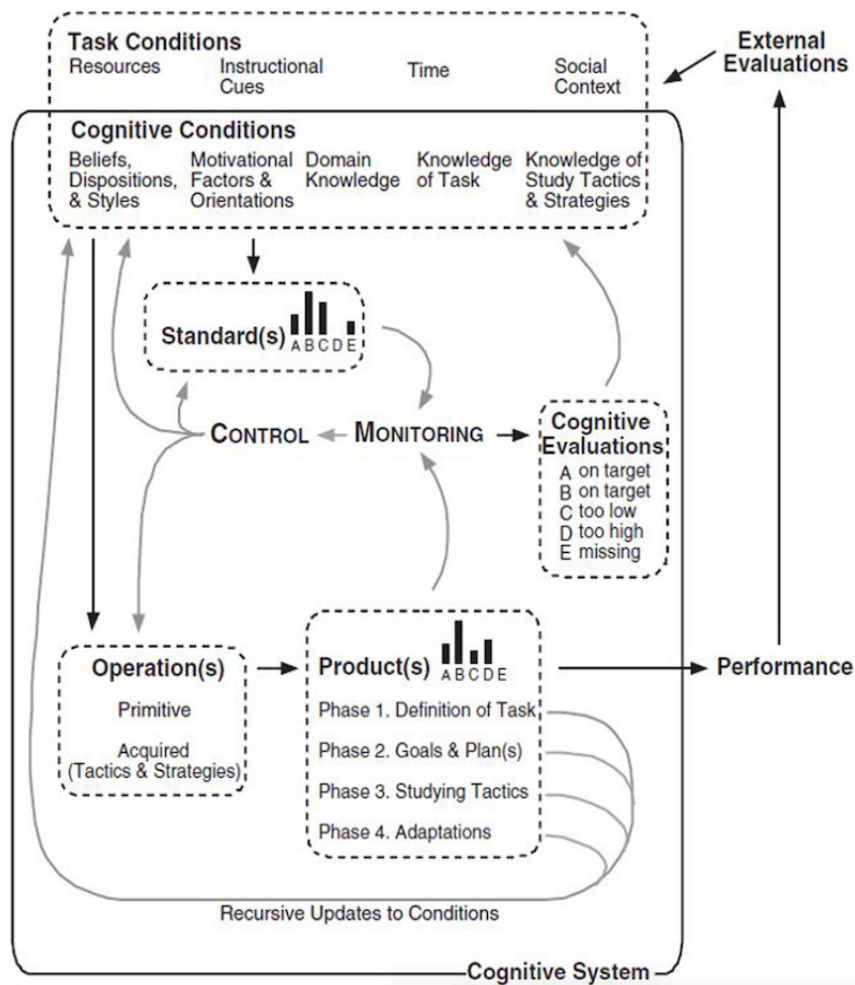 Task Conditions
External
Evaluations
Resources
Instructional
Cues
Time
Social
Context
Cognitive Conditions
Beliefs,
Dispositions,
& Styles
Motivational
Factors &
Orientations
Domain
Knowledge
Knowledge
of Task
Knowledge of
Study Tactics
& Strategies
Standard(s)
A B C D E
CONTROL
MONITORING
Cognitive
Evaluations
A on target
B on target
C too low
D too high
E missing
Operation(s)
Primitive
Acquired
(Tactics & Strategies)
Product(s)
A B C D E
Phase 1. Definition of Task
Phase 2. Goals & Plan(s)
Phase 3. Studying Tactics
Phase 4. Adaptations
Performance
Recursive Updates to Conditions
Cognitive System